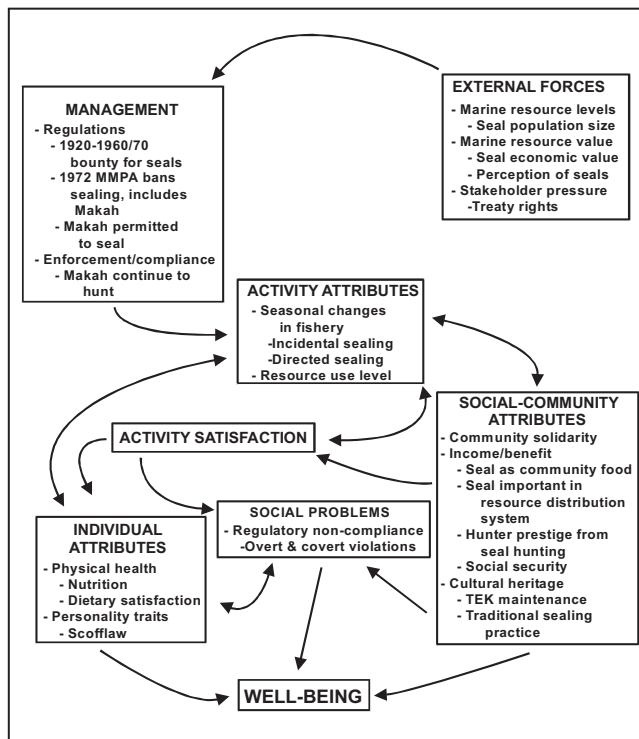 MANAGEMENT
- Regulations
- 1920-1960/70
bounty for seals
- 1972 MMPA bans
sealing, includes
Makah
- Makah permitted
to seal
- Enforcement/compliance
- Makah continue to
hunt
EXTERNAL FORCES
- Marine resource levels
- Seal population size
- Marine resource value
- Seal economic value
- Perception of seals
- Stakeholder pressure
-Treaty rights
ACTIVITY ATTRIBUTES
- Seasonal changes
in fishery
-Incidental sealing
-Directed sealing
- Resource use level
SOCIAL-COMMUNITY
ATTRIBUTES
- Community solidarity
- Income/benefit
- Seal as community food
- Seal important in
resource distribution
system
- Hunter prestige from
seal hunting
- Social security
- Cultural heritage
- TEK maintenance
- Traditional sealing
practice
ACTIVITY SATISFACTION
SOCIAL PROBLEMS
- Regulatory non-compliance
-Overt & covert violations
INDIVIDUAL
ATTRIBUTES
- Physical health
- Nutrition
- Dietary satisfaction
- Personality traits
- Scofflaw
WELL-BEING